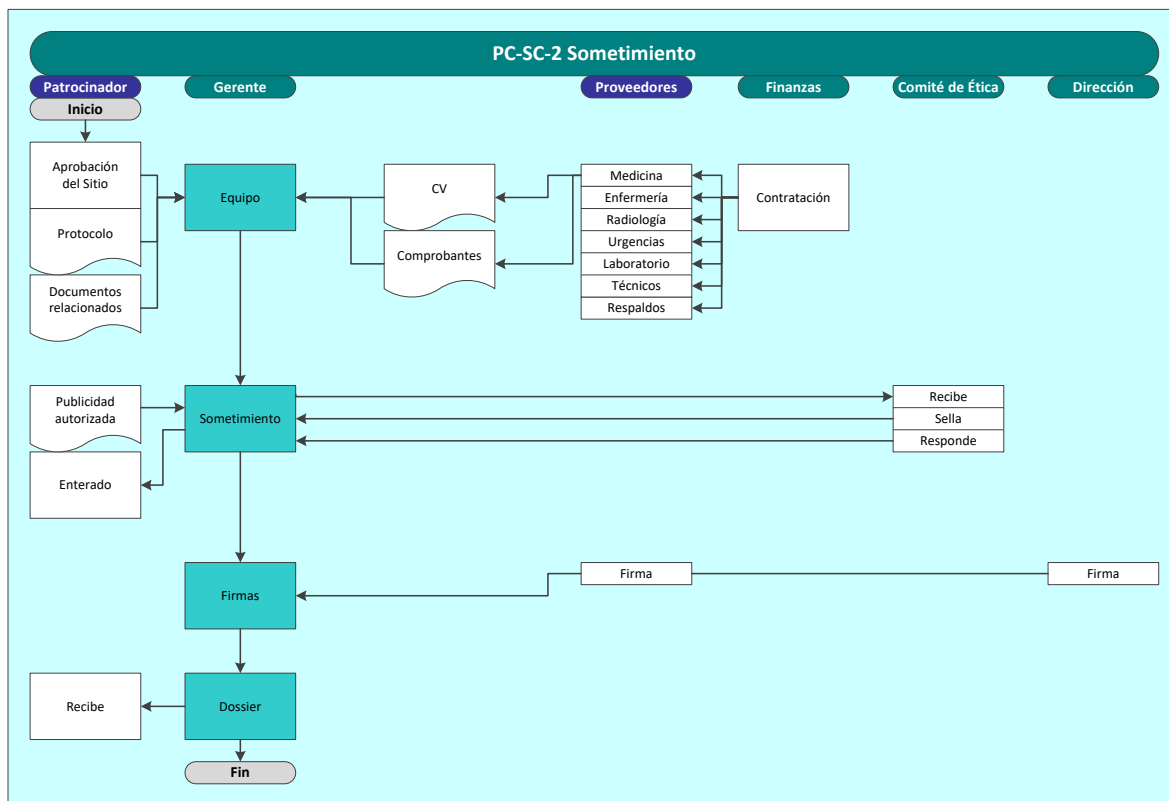 PC-SC-2 Sometimiento
Patrocinador
Gerente
Proveedores
Finanzas
Comité de Ética
Dirección
Inicio
Aprobación
del Sitio
Protocolo
Documentos
relacionados
Equipo
CV
Comprobantes
Medicina
Enfermería
Radiología
Urgencias
Laboratorio
Técnicos
Respaldos
Contratación
Publicidad
autorizada
Enterado
Sometimiento
Recibe
Sella
Responde
Firmas
Firma
Firma
Recibe
Dossier
Fin